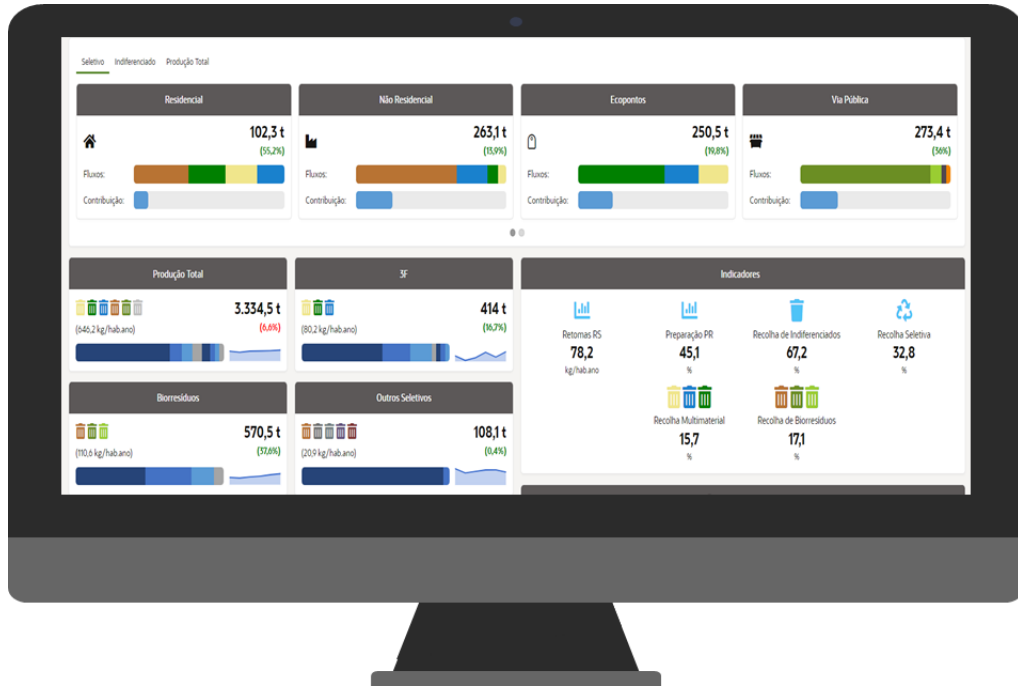 Seletivo Indiferenciado Produção Total
Residencial
102,3 t
(55,2%)
Fluxos:
Contribuição:
Não Residencial
263,1 t
(13,9%)
Fluxos:
Contribuição:
Ecopontos
250,5 t
(19,8%)
Fluxos:
Contribuição:
Via Pública
273,4 t
(36%)
Fluxos:
Contribuição:
Produção Total
3.334,5 t
(646,2 kg/hab.ano) (6,6%)
3F
414 t
(80,2 kg/hab.ano) (16,7%)
Indicadores
Retomas RS
78,2
kg/hab.ano
Preparação PR
45,1
%
Recolha de Indiferenciados
67,2
%
Recolha Seletiva
32,8
%
Recolha Multimaterial
15,7
%
Recolha de Biorresíduos
17,1
%
Biorresíduos
570,5 t
(110,6 kg/hab.ano) (37,6%)
Outros Seletivos
108,1 t
(20,9 kg/hab.ano) (0,4%)